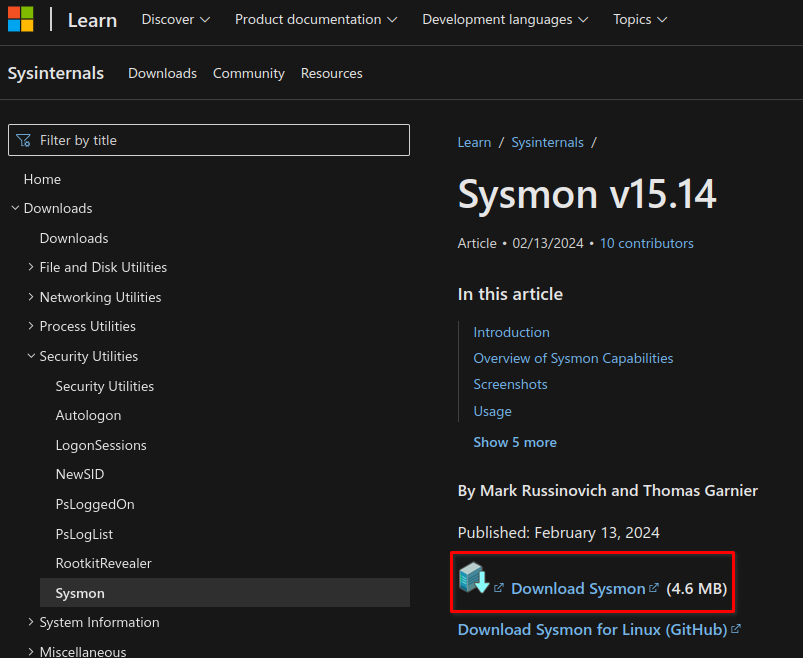 Learn Discover Product documentation Development languages Topics
Sysinternals Downloads Community Resources
Filter by title
Home
Downloads
Downloads
File and Disk Utilities
Networking Utilities
Process Utilities
Security Utilities
Security Utilities
Autologon
LogonSessions
NewSID
PsLoggedOn
PsLogList
RootkitRevealer
Sysmon
System Information
Miscellaneous
Learn / Sysinternals /
Sysmon v15.14
Article • 02/13/2024 • 10 contributors
In this article
Introduction
Overview of Sysmon Capabilities
Screenshots
Usage
Show 5 more
By Mark Russinovich and Thomas Garnier
Published: February 13, 2024
Download Sysmon (4.6 MB)
Download Sysmon for Linux (GitHub)